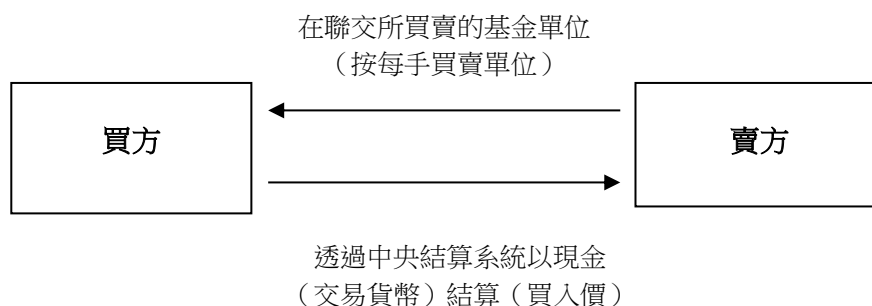 在聯交所買賣的基金單位
（按每手買賣單位）
買方
賣方
透過中央結算系統以現金
（交易貨幣）結算（買入價）